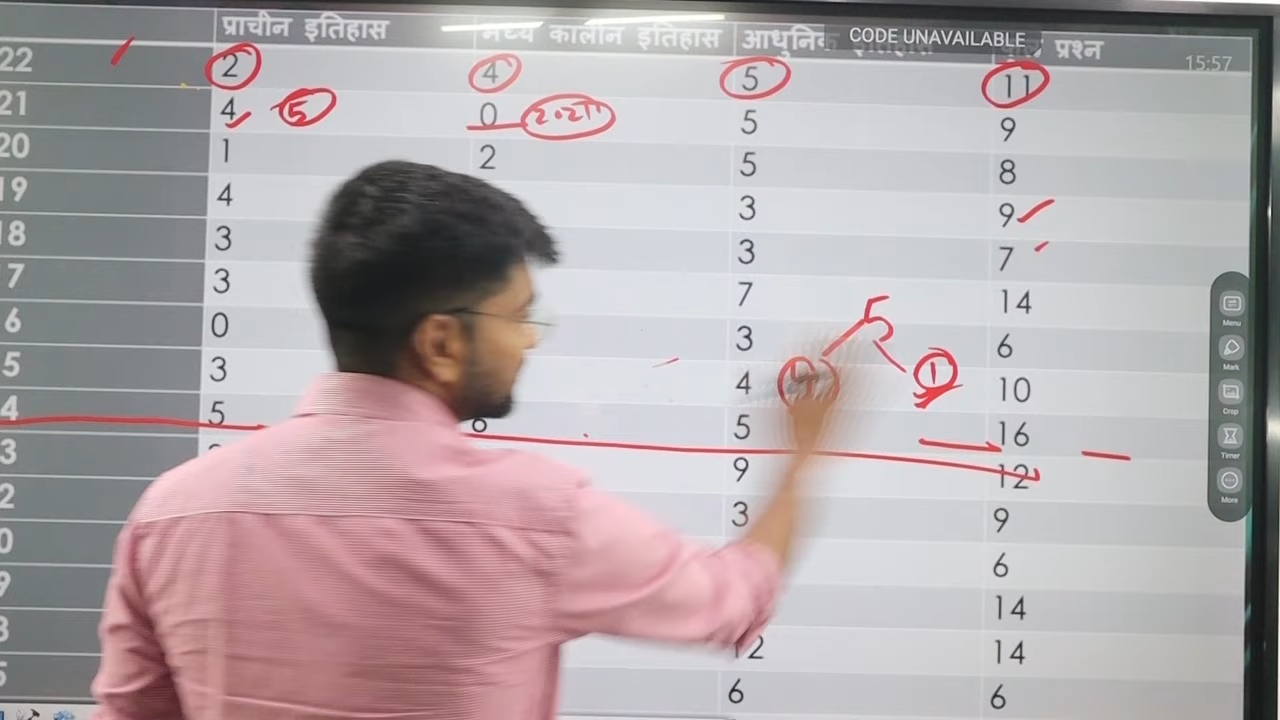 प्राचीन इतिहास मध्य कालीन इतिहास आधुनिक इतिहास प्रश्न
CODE UNAVAILABLE
15:57
22 2 4 5 11
21 4 5 0 5 9
20 1 2 5 8
19 4 3 9
18 3 3 7
7 3 7 14
6 0 3 6
5 3 4 10
4 5 5 16
3 9 12
2 3 9
0 6
9 14
3 12 14
5 6 6
5
1
Menu
Mark
Crop
Timer
More